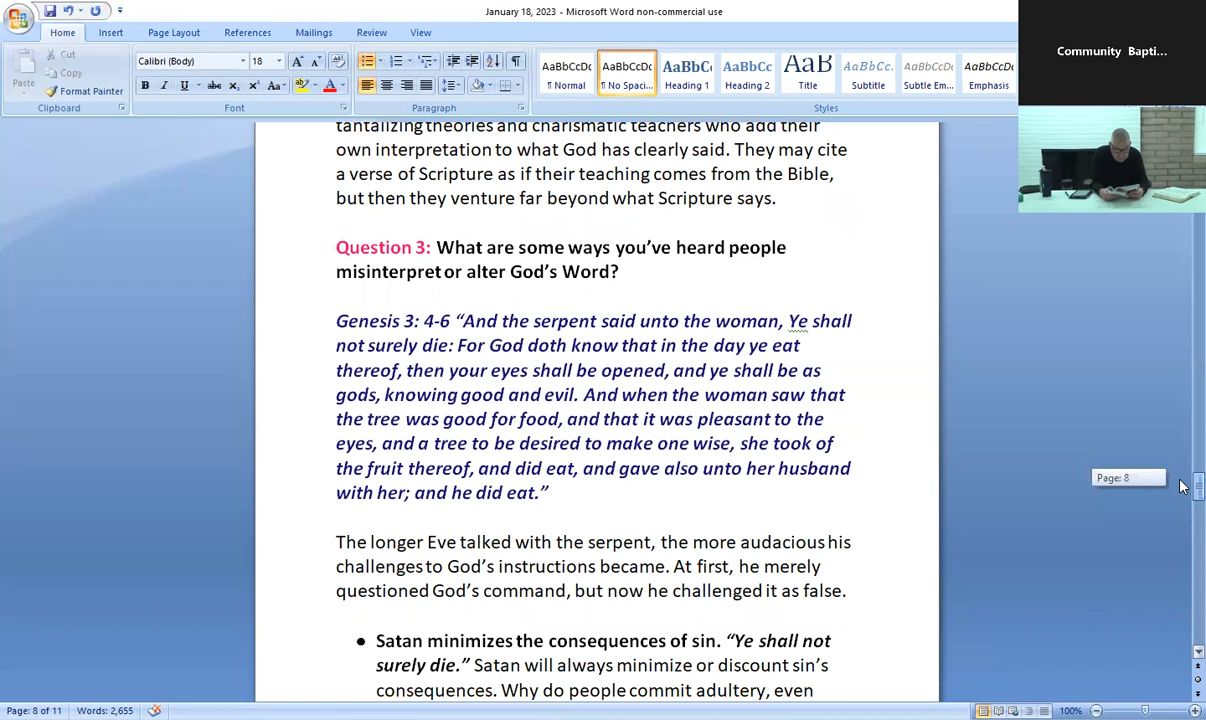 January 18, 2023 - Microsoft Word non-commercial use
Home Insert Page Layout References Mailings Review View
Cut
Copy
Paste
Format Painter
Calibri (Body) 18
AaBbCcDc AaBbCcDc AaBbC AaBbCc AaB AaBbCc. AaBbCcDc AaBbCcDc
¶ Normal ¶ No Spaci... Heading 1 Heading 2 Title Subtitle Subtle Em... Emphasis
Clipboard Font Paragraph Styles
Community Bapti...
tantalizing theories and charismatic teachers who add their
own interpretation to what God has clearly said. They may cite
a verse of Scripture as if their teaching comes from the Bible,
but then they venture far beyond what Scripture says.
Question 3: What are some ways you’ve heard people
misinterpret or alter God’s Word?
Genesis 3: 4-6 “And the serpent said unto the woman, Ye shall
not surely die: For God doth know that in the day ye eat
thereof, then your eyes shall be opened, and ye shall be as
gods, knowing good and evil. And when the woman saw that
the tree was good for food, and that it was pleasant to the
eyes, and a tree to be desired to make one wise, she took of
the fruit thereof, and did eat, and gave also unto her husband
with her; and he did eat.”
Page: 8
The longer Eve talked with the serpent, the more audacious his
challenges to God’s instructions became. At first, he merely
questioned God’s command, but now he challenged it as false.
● Satan minimizes the consequences of sin. “Ye shall not
surely die.” Satan will always minimize or discount sin’s
consequences. Why do people commit adultery, even
Page: 8 of 11 Words: 2,655 100%